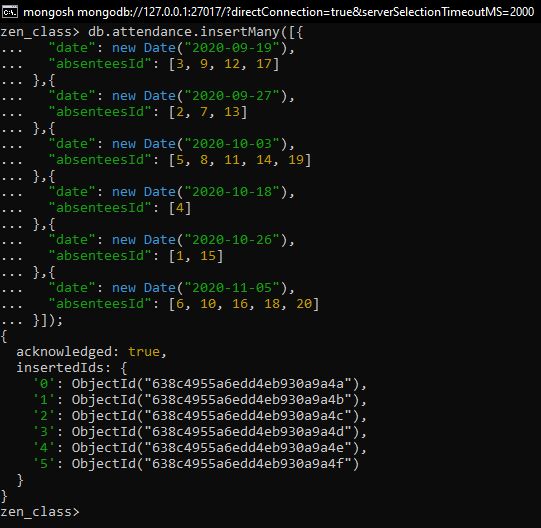 mongosh mongodb://127.0.0.1:27017/?directConnection=true&serverSelectionTimeoutMS=2000
zen_class> db.attendance.insertMany([{
...   "date": new Date("2020-09-19"),
...   "absenteesId": [3, 9, 12, 17]
... },{
...   "date": new Date("2020-09-27"),
...   "absenteesId": [2, 7, 13]
... },{
...   "date": new Date("2020-10-03"),
...   "absenteesId": [5, 8, 11, 14, 19]
... },{
...   "date": new Date("2020-10-18"),
...   "absenteesId": [4]
... },{
...   "date": new Date("2020-10-26"),
...   "absenteesId": [1, 15]
... },{
...   "date": new Date("2020-11-05"),
...   "absenteesId": [6, 10, 16, 18, 20]
... }]);
{
  acknowledged: true,
  insertedIds: {
    '0': ObjectId("638c4955a6edd4eb930a9a4a"),
    '1': ObjectId("638c4955a6edd4eb930a9a4b"),
    '2': ObjectId("638c4955a6edd4eb930a9a4c"),
    '3': ObjectId("638c4955a6edd4eb930a9a4d"),
    '4': ObjectId("638c4955a6edd4eb930a9a4e"),
    '5': ObjectId("638c4955a6edd4eb930a9a4f")
  }
}
zen_class>